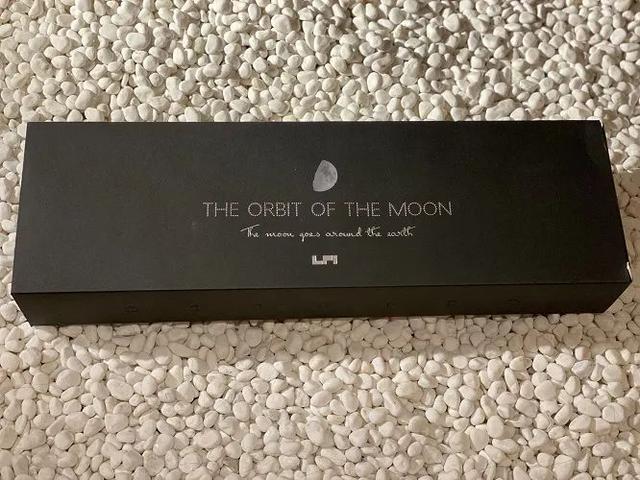 THE ORBIT OF THE MOON
The moon goes around the earth